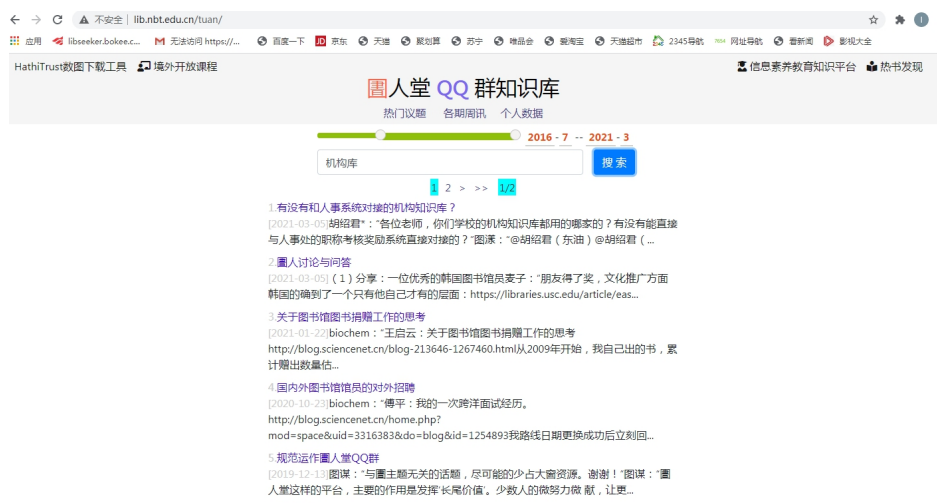 不安全 | lib.nbt.edu.cn/tuan/
应用 libseeker.bokee.c... 无法访问 https://... 百度一下 JD 京东 天猫 聚划算 苏宁 唯品会 爱淘宝 天猫超市 2345导航 网址导航 看新闻 影视大全
HathiTrust数图下载工具 境外开放课程 信息素养教育知识平台 热书发现
圕人堂 QQ 群知识库
热门议题 各期周讯 个人数据
2016 - 7 -- 2021 - 3
机构库 搜 索
1 2 > >> 1/2
1.有没有和人事系统对接的机构知识库？
[2021-03-05]胡绍君*："各位老师，你们学校的机构知识库都用的哪家的？有没有能直接
与人事处的职称考核奖励系统直接对接的？"图漾："@胡绍君（东油）@胡绍君（...
2.圕人讨论与问答
[2021-03-05]（1）分享：一位优秀的韩国图书馆员麦子："朋友得了奖，文化推广方面
韩国的确到了一个只有他自己才有的层面：https://libraries.usc.edu/article/eas...
3.关于图书馆图书捐赠工作的思考
[2021-01-22]biochem："王启云：关于图书馆图书捐赠工作的思考
http://blog.sciencenet.cn/blog-213646-1267460.html从2009年开始，我自己出的书，累
计赠出数量估...
4.国内外图书馆馆员的对外招聘
[2020-10-23]biochem："傅平：我的一次跨洋面试经历。
http://blog.sciencenet.cn/home.php?
mod=space&uid=3316383&do=blog&id=1254893我路线日期更换成功后立刻回...
5.规范运作圕人堂QQ群
[2019-12-13]图谋："与圕主题无关的话题，尽可能的少占大窗资源。谢谢！"图谋："圕
人堂这样的平台，主要的作用是发挥'长尾价值'。少数人的微努力微 献，让更...